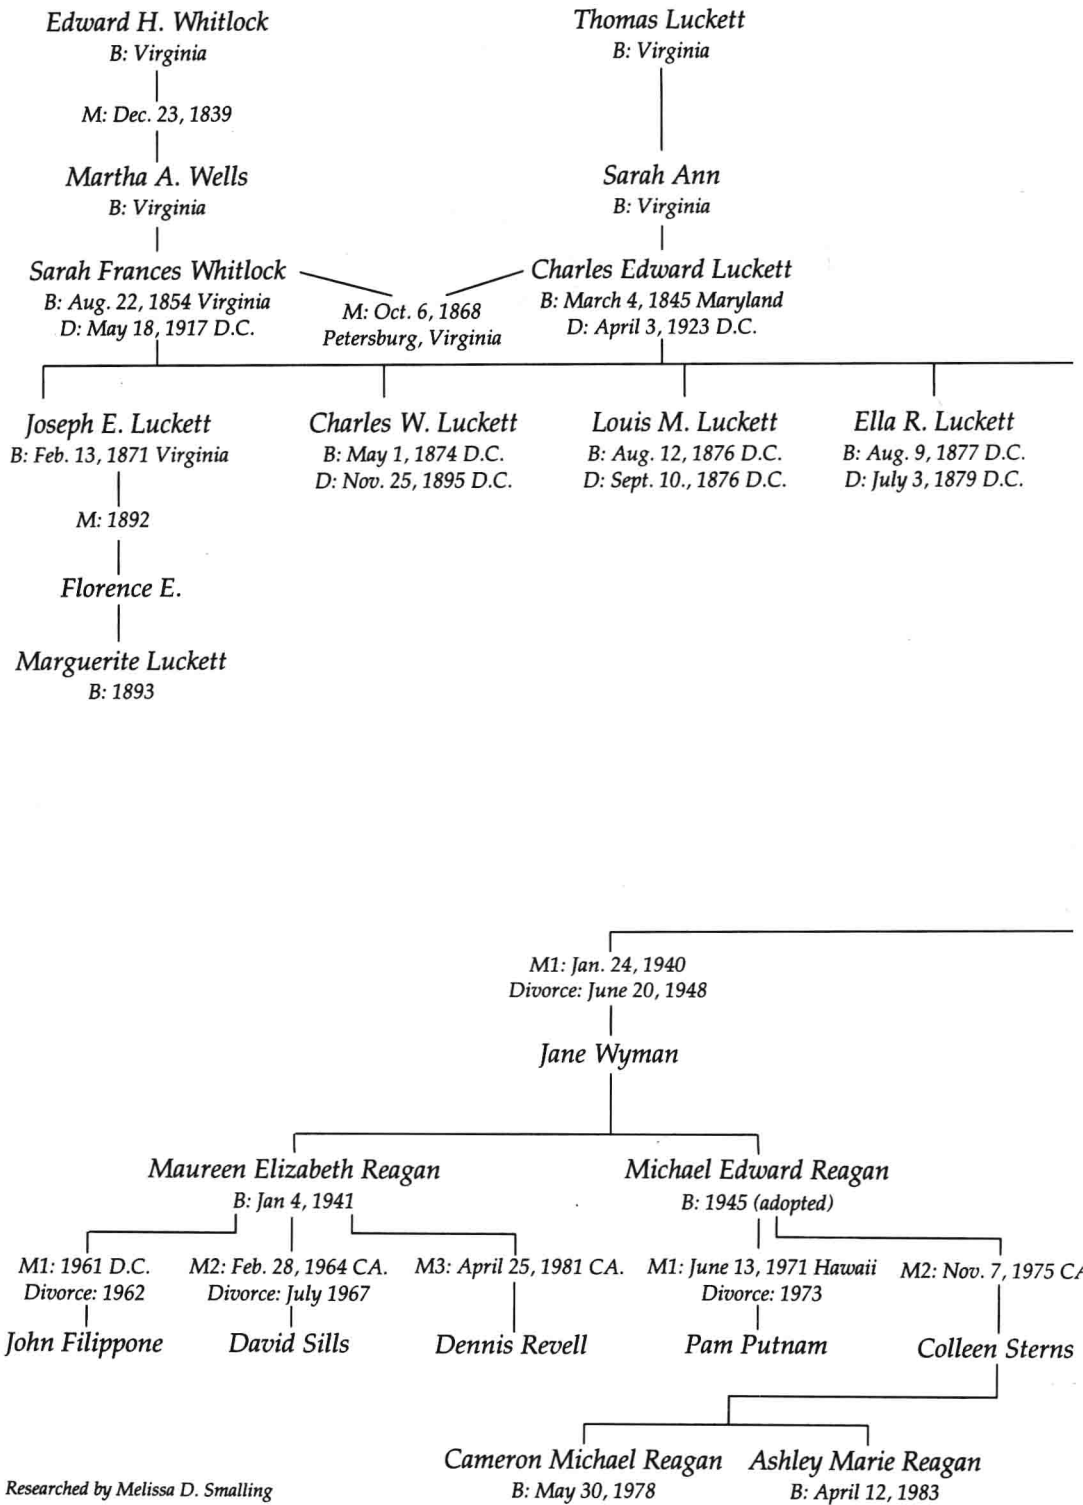 Edward H. Whitlock
B: Virginia
M: Dec. 23, 1839
Martha A. Wells
B: Virginia
Sarah Frances Whitlock
B: Aug. 22, 1854 Virginia
D: May 18, 1917 D.C.
M: Oct. 6, 1868
Petersburg, Virginia
Thomas Luckett
B: Virginia
Sarah Ann
B: Virginia
Charles Edward Luckett
B: March 4, 1845 Maryland
D: April 3, 1923 D.C.
Joseph E. Luckett
B: Feb. 13, 1871 Virginia
M: 1892
Florence E.
Marguerite Luckett
B: 1893
Charles W. Luckett
B: May 1, 1874 D.C.
D: Nov. 25, 1895 D.C.
Louis M. Luckett
B: Aug. 12, 1876 D.C.
D: Sept. 10., 1876 D.C.
Ella R. Luckett
B: Aug. 9, 1877 D.C.
D: July 3, 1879 D.C.
M1: Jan. 24, 1940
Divorce: June 20, 1948
Jane Wyman
Maureen Elizabeth Reagan
B: Jan 4, 1941
M1: 1961 D.C.
Divorce: 1962
John Filippone
M2: Feb. 28, 1964 CA.
Divorce: July 1967
David Sills
M3: April 25, 1981 CA.
Dennis Revell
Michael Edward Reagan
B: 1945 (adopted)
M1: June 13, 1971 Hawaii
Divorce: 1973
Pam Putnam
M2: Nov. 7, 1975 CA
Colleen Sterns
Cameron Michael Reagan
B: May 30, 1978
Ashley Marie Reagan
B: April 12, 1983
Researched by Melissa D. Smalling